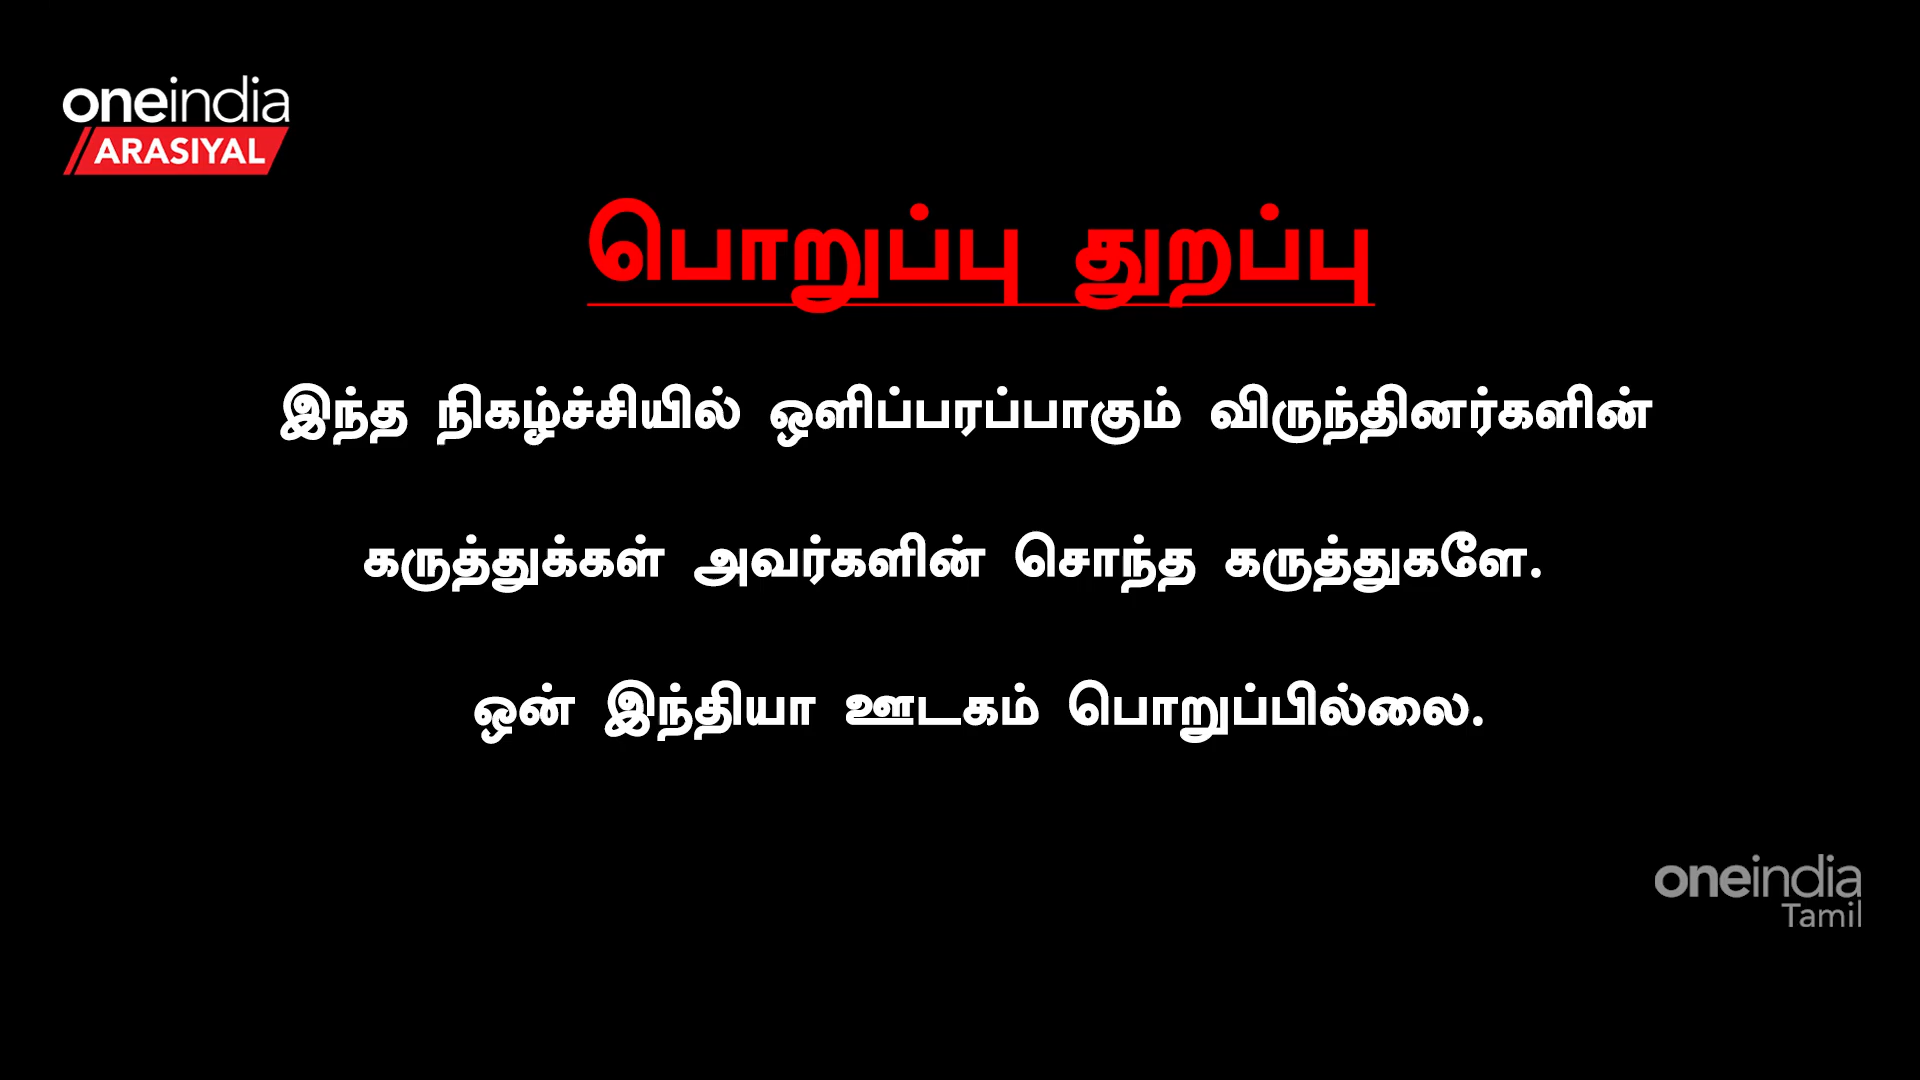 oneindia
ARASIYAL
பொறுப்பு துறப்பு
இந்த நிகழ்ச்சியில் ஒளிப்பரப்பாகும் விருந்தினர்களின்
கருத்துக்கள் அவர்களின் சொந்த கருத்துகளே.
ஒன் இந்தியா ஊடகம் பொறுப்பில்லை.
oneindia
Tamil